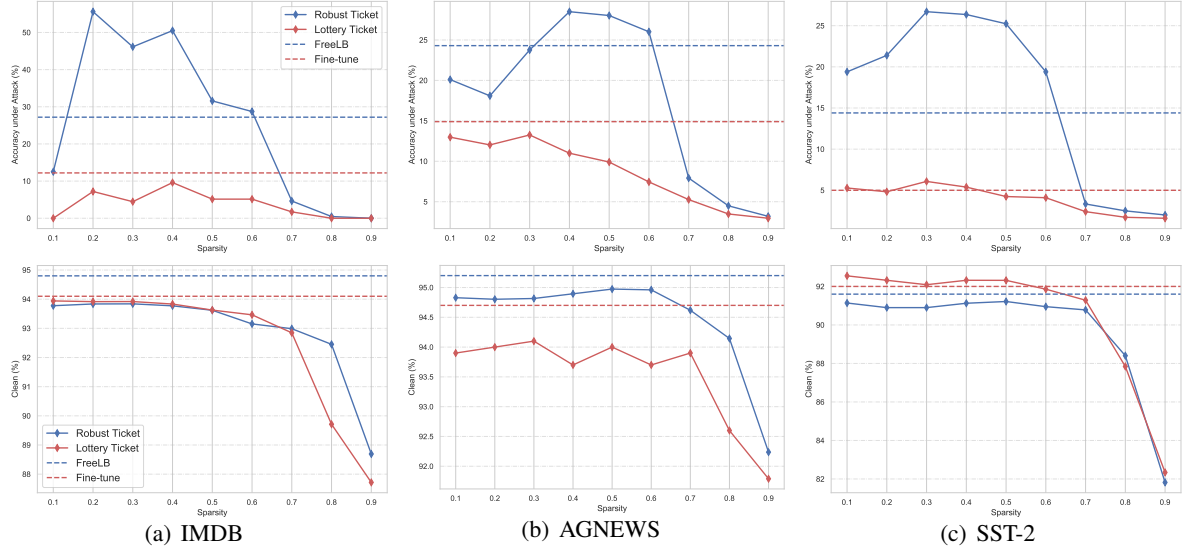 Accuracy under Attack (%)
50
40
30
20
10
0
0.1 0.2 0.3 0.4 0.5 0.6 0.7 0.8 0.9
Sparsity
Robust Ticket
Lottery Ticket
FreeLB
Fine-tune
Accuracy under Attack (%)
25
20
15
10
5
0.1 0.2 0.3 0.4 0.5 0.6 0.7 0.8 0.9
Sparsity
Accuracy under Attack (%)
25
20
15
10
5
0.1 0.2 0.3 0.4 0.5 0.6 0.7 0.8 0.9
Sparsity
Clean (%)
95
94
93
92
91
90
89
88
Robust Ticket
Lottery Ticket
FreeLB
Fine-tune
0.1 0.2 0.3 0.4 0.5 0.6 0.7 0.8 0.9
Sparsity
(a) IMDB
Clean (%)
95.0
94.5
94.0
93.5
93.0
92.5
92.0
0.1 0.2 0.3 0.4 0.5 0.6 0.7 0.8 0.9
Sparsity
(b) AGNEWS
Clean (%)
92
90
88
86
84
82
0.1 0.2 0.3 0.4 0.5 0.6 0.7 0.8 0.9
Sparsity
(c) SST-2